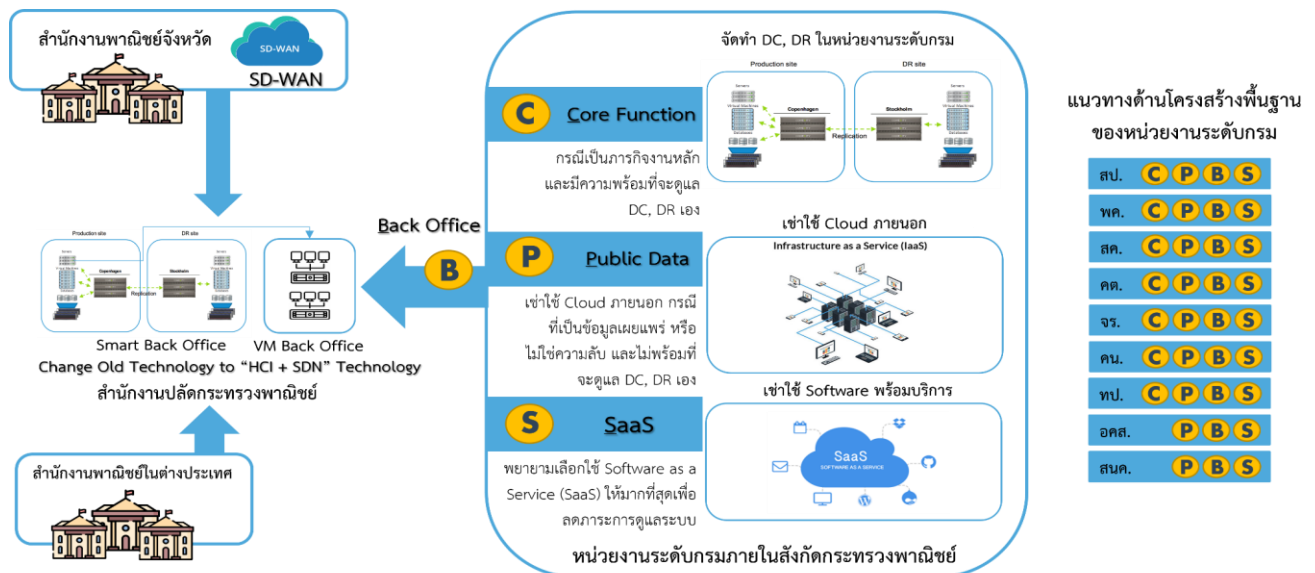 สำนักงานพาณิชย์จังหวัด
SD-WAN
SD-WAN
Production site
DR site
Servers
Virtual Machines
Databases
Copenhagen
Stockholm
Replication
Smart Back Office
VM Back Office
Change Old Technology to “HCI + SDN” Technology
สำนักงานปลัดกระทรวงพาณิชย์
สำนักงานพาณิชย์ในต่างประเทศ
Back Office
B
จัดทำ DC, DR ในหน่วยงานระดับกรม
Production site
DR site
Servers
Virtual Machines
Databases
Copenhagen
Stockholm
Replication
C
Core Function
กรณีเป็นภารกิจงานหลัก
และมีความพร้อมที่จะดูแล
DC, DR เอง
เช่าใช้ Cloud ภายนอก
Infrastructure as a Service (IaaS)
P
Public Data
เช่าใช้ Cloud ภายนอก กรณี
ที่เป็นข้อมูลเผยแพร่ หรือ
ไม่ใช่ความลับ และไม่พร้อมที่
จะดูแล DC, DR เอง
เช่าใช้ Software พร้อมบริการ
SaaS
SOFTWARE AS A SERVICE
S
SaaS
พยายามเลือกใช้ Software as a
Service (SaaS) ให้มากที่สุดเพื่อ
ลดภาระการดูแลระบบ
หน่วยงานระดับกรมภายในสังกัดกระทรวงพาณิชย์
แนวทางด้านโครงสร้างพื้นฐาน
ของหน่วยงานระดับกรม
สป. C P B S
พค. C P B S
สค. C P B S
คต. C P B S
จร. C P B S
คน. C P B S
ทป. C P B S
อคส. P B S
สนค. P B S